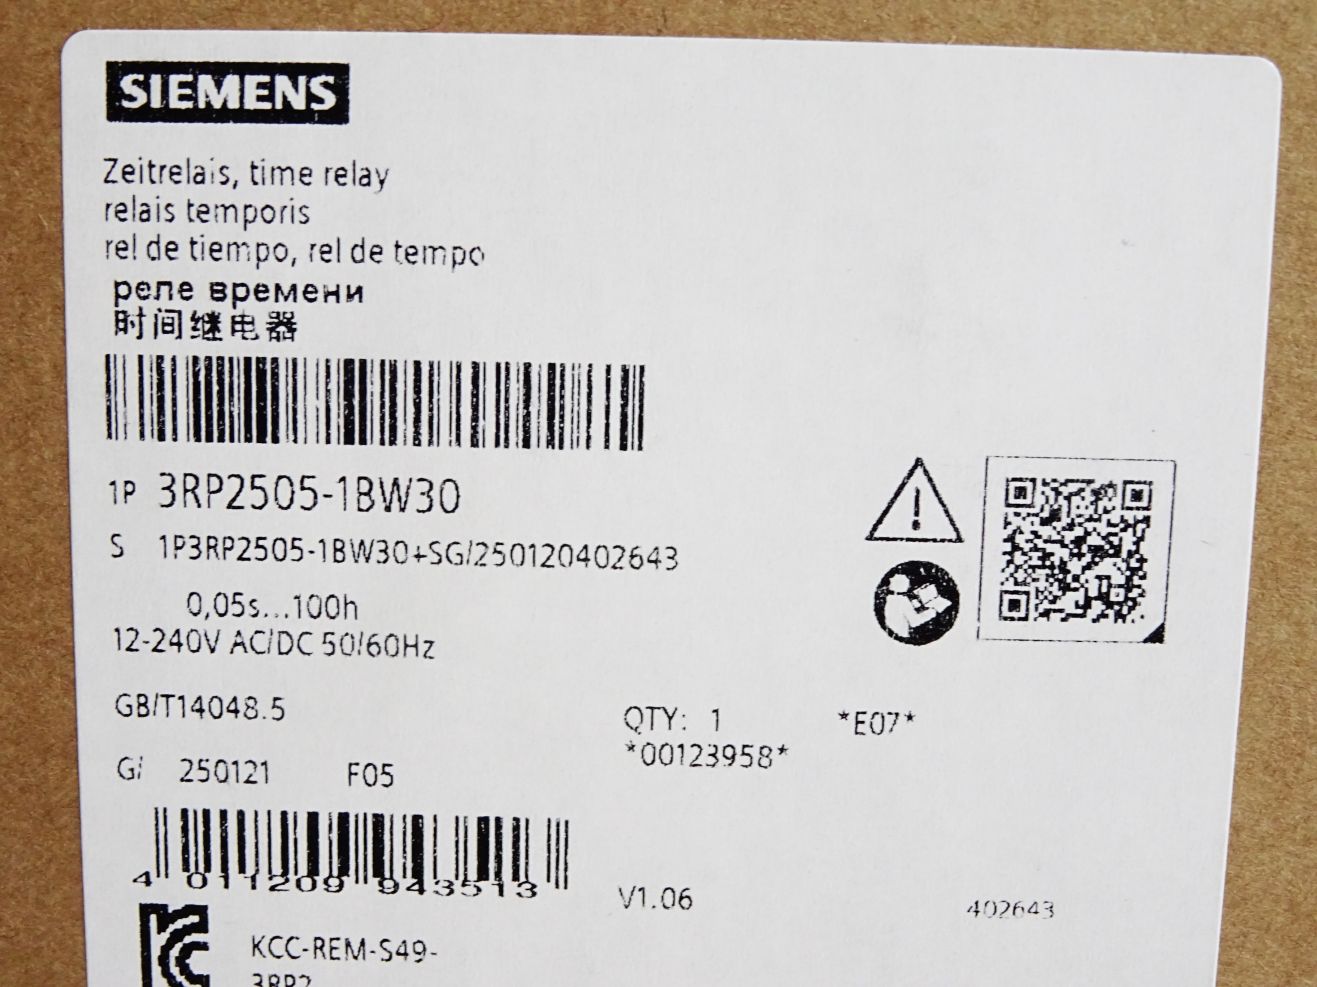 SIEMENS
Zeitrelais, time relay
relais temporis
rel de tiempo, rel de tempo
реле времени
时间继电器
1P 3RP2505-1BW30
S 1P3RP2505-1BW30+SG/250120402643
0,05s...100h
12-240V AC/DC 50/60Hz
GB/T14048.5
QTY: 1 *E07*
*00123958*
G/ 250121 F05
4 011209 943513
V1.06
402643
KCC-REM-S49-
3RP2